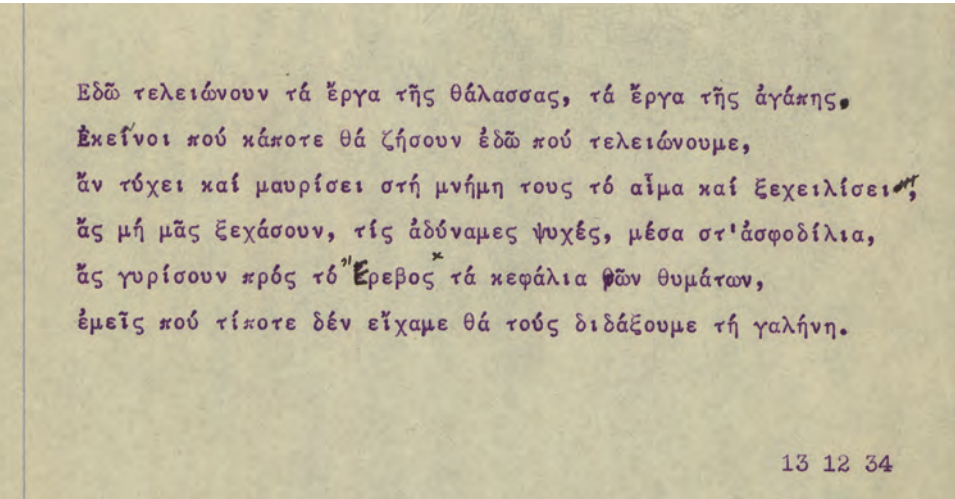 Εδῶ τελειώνουν τά ἔργα τῆς θάλασσας, τά ἔργα τῆς ἀγάπης.
Ἐκεῖνοι πού κάποτε θά ζήσουν ἐδῶ πού τελειώνουμε,
ἄν τύχει καί μαυρίσει στή μνήμη τους τό αἷμα καί ξεχειλίσει,
ἄς μή μᾶς ξεχάσουν, τίς ἀδύναμες ψυχές, μέσα στ'ἀσφοδίλια,
ἄς γυρίσουν πρός τό Ἔρεβος τά κεφάλια τῶν θυμάτων,
ἐμεῖς πού τίποτε δέν εἴχαμε θά τούς διδάξουμε τή γαλήνη.
13 12 34